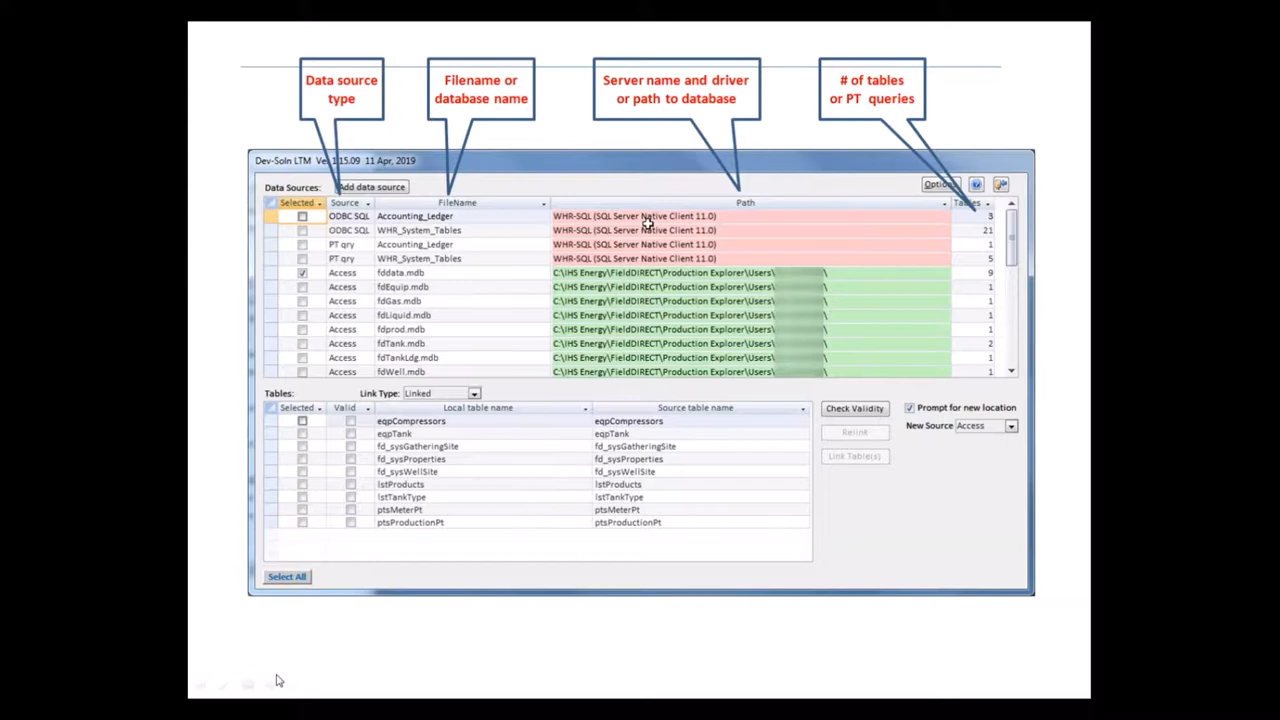 Data source
type
Filename or
database name
Server name and driver
or path to database
# of tables
or PT queries
Dev-Soln LTM Ve 1.15.09 11 Apr, 2019
Data Sources: Add data source Options
Selected Source FileName Path Tables
ODBC SQL Accounting_Ledger WHR-SQL (SQL Server Native Client 11.0) 3
ODBC SQL WHR_System_Tables WHR-SQL (SQL Server Native Client 11.0) 21
PT qry Accounting_Ledger WHR-SQL (SQL Server Native Client 11.0) 1
PT qry WHR_System_Tables WHR-SQL (SQL Server Native Client 11.0) 5
Access fddata.mdb C:\IHS Energy\FieldDIRECT\Production Explorer\Users\ \ 9
Access fdEquip.mdb C:\IHS Energy\FieldDIRECT\Production Explorer\Users\ \ 1
Access fdGas.mdb C:\IHS Energy\FieldDIRECT\Production Explorer\Users\ \ 1
Access fdLiquid.mdb C:\IHS Energy\FieldDIRECT\Production Explorer\Users\ \ 1
Access fdprod.mdb C:\IHS Energy\FieldDIRECT\Production Explorer\Users\ \ 1
Access fdTank.mdb C:\IHS Energy\FieldDIRECT\Production Explorer\Users\ \ 2
Access fdTankLdg.mdb C:\IHS Energy\FieldDIRECT\Production Explorer\Users\ \ 1
Access fdWell.mdb C:\IHS Energy\FieldDIRECT\Production Explorer\Users\ \ 1
Tables: Link Type: Linked
Selected Valid Local table name Source table name
eqpCompressors eqpCompressors
eqpTank eqpTank
fd_sysGatheringSite fd_sysGatheringSite
fd_sysProperties fd_sysProperties
fd_sysWellSite fd_sysWellSite
lstProducts lstProducts
lstTankType lstTankType
ptsMeterPt ptsMeterPt
ptsProductionPt ptsProductionPt
Check Validity Prompt for new location
Relink New Source Access
Link Table(s)
Select All